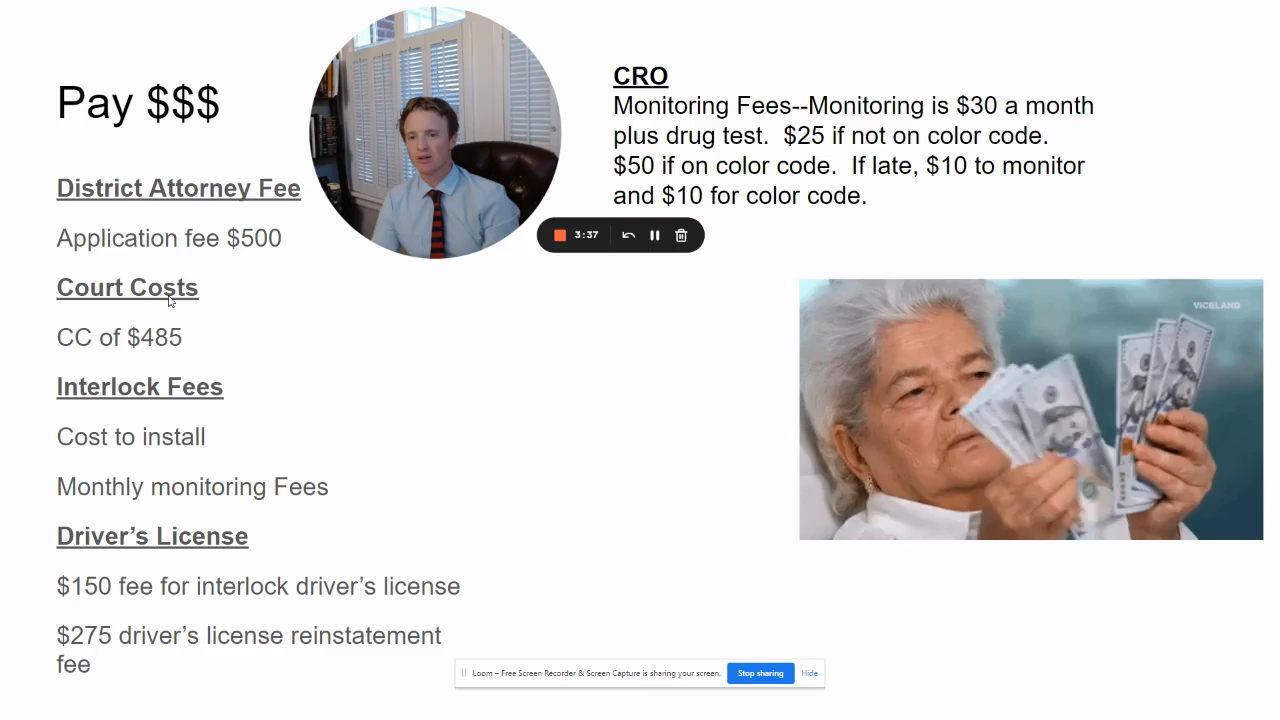 Pay $$$
District Attorney Fee
Application fee $500
Court Costs
CC of $485
Interlock Fees
Cost to install
Monthly monitoring Fees
Driver’s License
$150 fee for interlock driver’s license
$275 driver’s license reinstatement
fee
CRO
Monitoring Fees--Monitoring is $30 a month
plus drug test.  $25 if not on color code.
$50 if on color code.  If late, $10 to monitor
and $10 for color code.
3:37
VICELAND
Loom – Free Screen Recorder & Screen Capture is sharing your screen.
Stop sharing
Hide